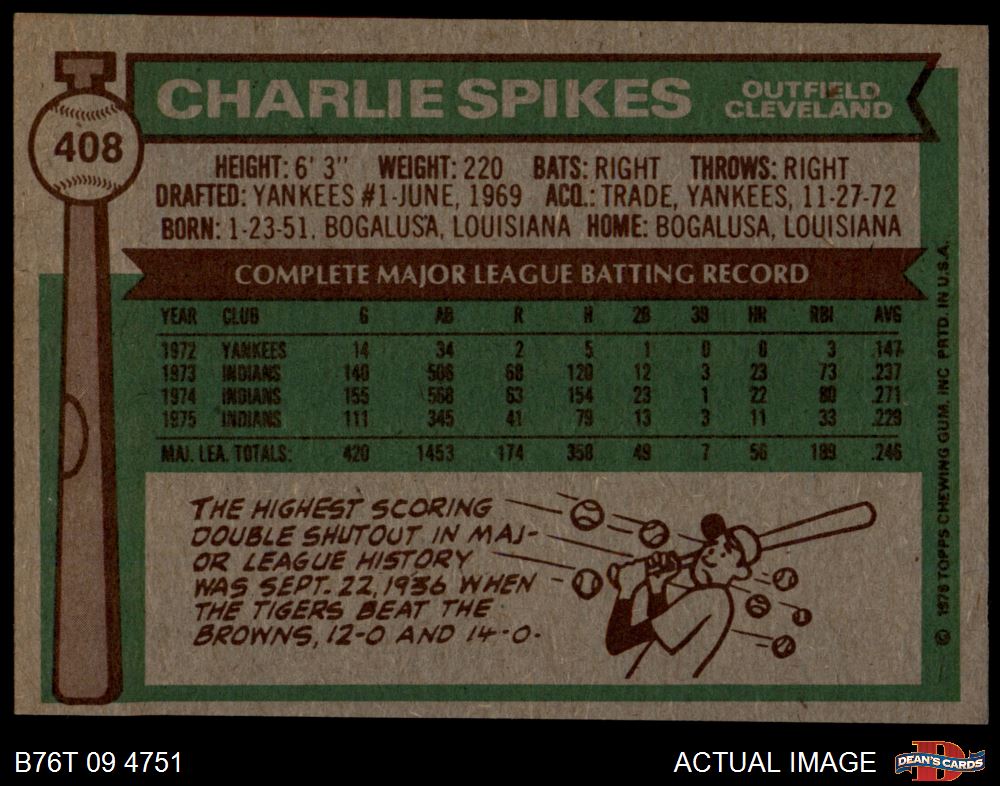 408
CHARLIE SPIKES
OUTFIELD
CLEVELAND
HEIGHT: 6' 3" WEIGHT: 220 BATS: RIGHT THROWS: RIGHT
DRAFTED: YANKEES #1-JUNE, 1969 ACQ.: TRADE, YANKEES, 11-27-72
BORN: 1-23-51, BOGALUSA, LOUISIANA HOME: BOGALUSA, LOUISIANA
COMPLETE MAJOR LEAGUE BATTING RECORD
YEAR CLUB G AB R H 2B 3B HR RBI AVG
1972 YANKEES 14 34 2 5 1 0 0 3 .147
1973 INDIANS 140 506 68 120 12 3 23 73 .237
1974 INDIANS 155 568 63 154 23 1 22 80 .271
1975 INDIANS 111 345 41 79 13 3 11 33 .229
MAJ. LEA. TOTALS: 420 1453 174 358 49 7 56 189 .246
THE HIGHEST SCORING
DOUBLE SHUTOUT IN MAJ-
OR LEAGUE HISTORY
WAS SEPT. 22, 1936 WHEN
THE TIGERS BEAT THE
BROWNS, 12-0 AND 14-0.
© 1976 TOPPS CHEWING GUM, INC PRTD. IN U.S.A.
B76T 09 4751
ACTUAL IMAGE
D
DEAN'S CARDS